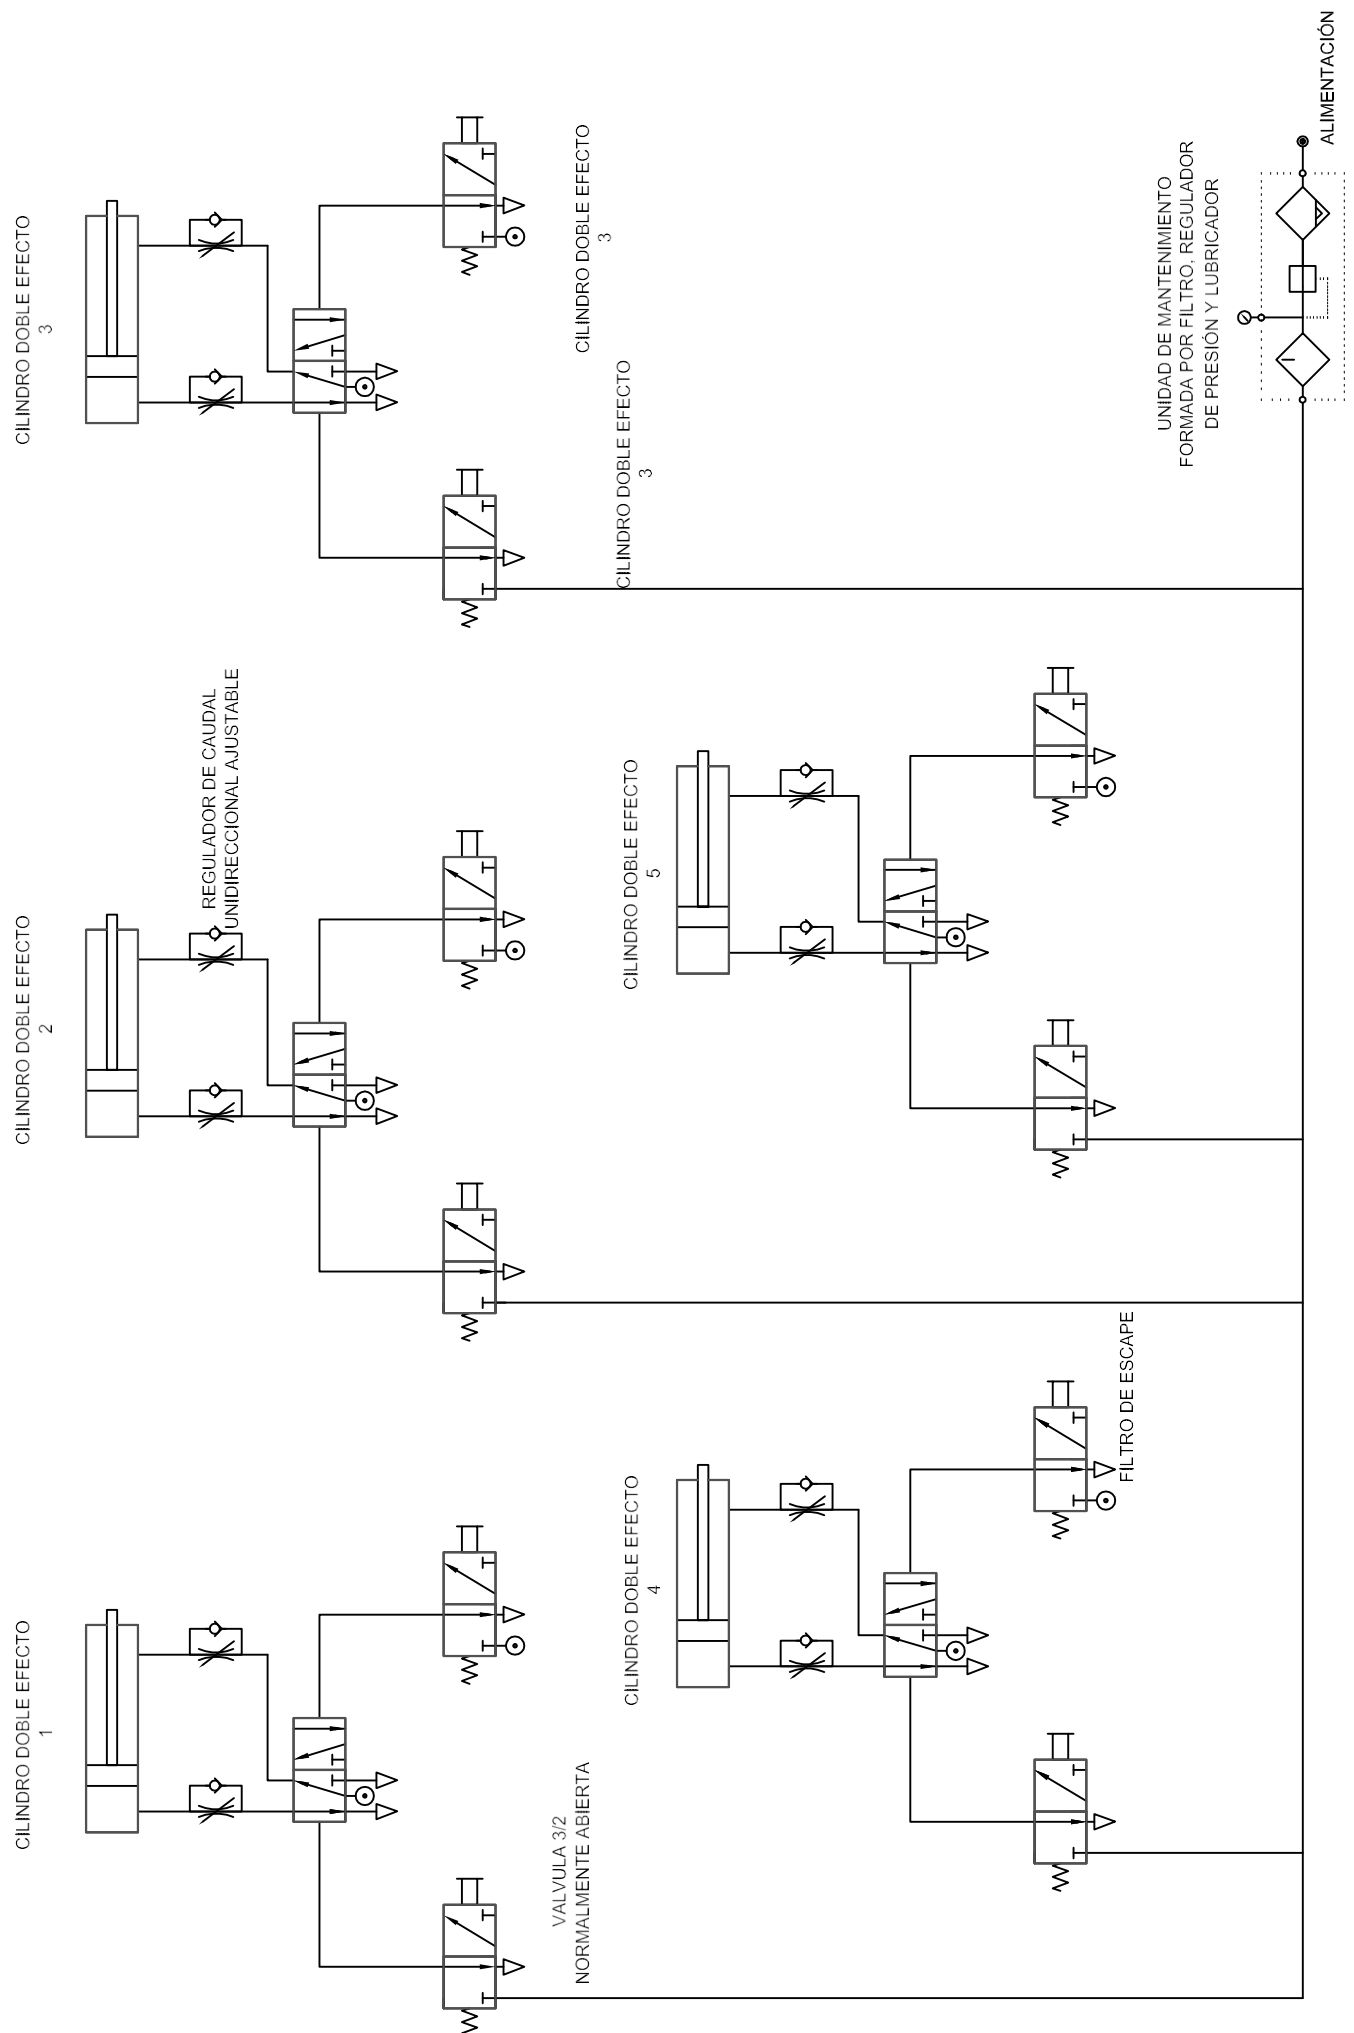 CILINDRO DOBLE EFECTO
1
CILINDRO DOBLE EFECTO
2
CILINDRO DOBLE EFECTO
3
REGULADOR DE CAUDAL
UNIDIRECCIONAL AJUSTABLE
VALVULA 3/2
NORMALMENTE ABIERTA
CILINDRO DOBLE EFECTO
3
CILINDRO DOBLE EFECTO
3
CILINDRO DOBLE EFECTO
4
CILINDRO DOBLE EFECTO
5
FILTRO DE ESCAPE
UNIDAD DE MANTENIMIENTO
FORMADA POR FILTRO, REGULADOR
DE PRESIÓN Y LUBRICADOR
ALIMENTACIÓN